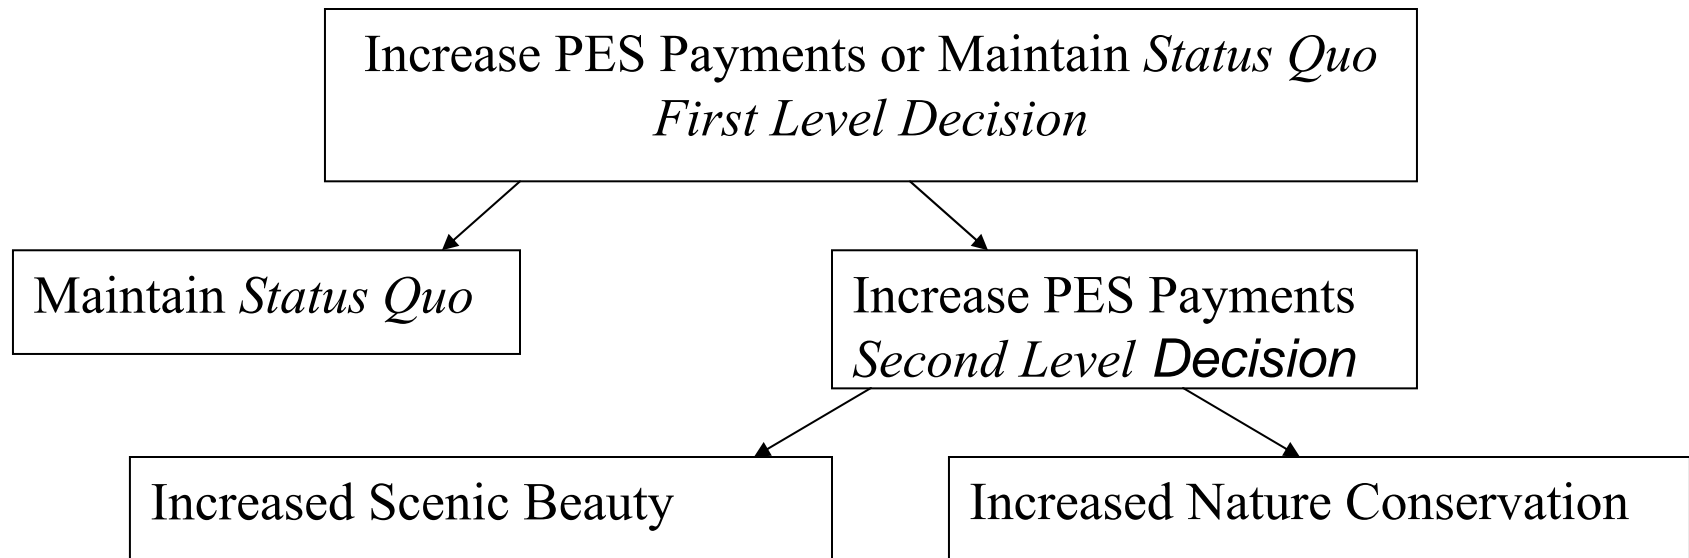 Increase PES Payments or Maintain Status Quo
First Level Decision
Maintain Status Quo
Increase PES Payments
Second Level Decision
Increased Scenic Beauty
Increased Nature Conservation